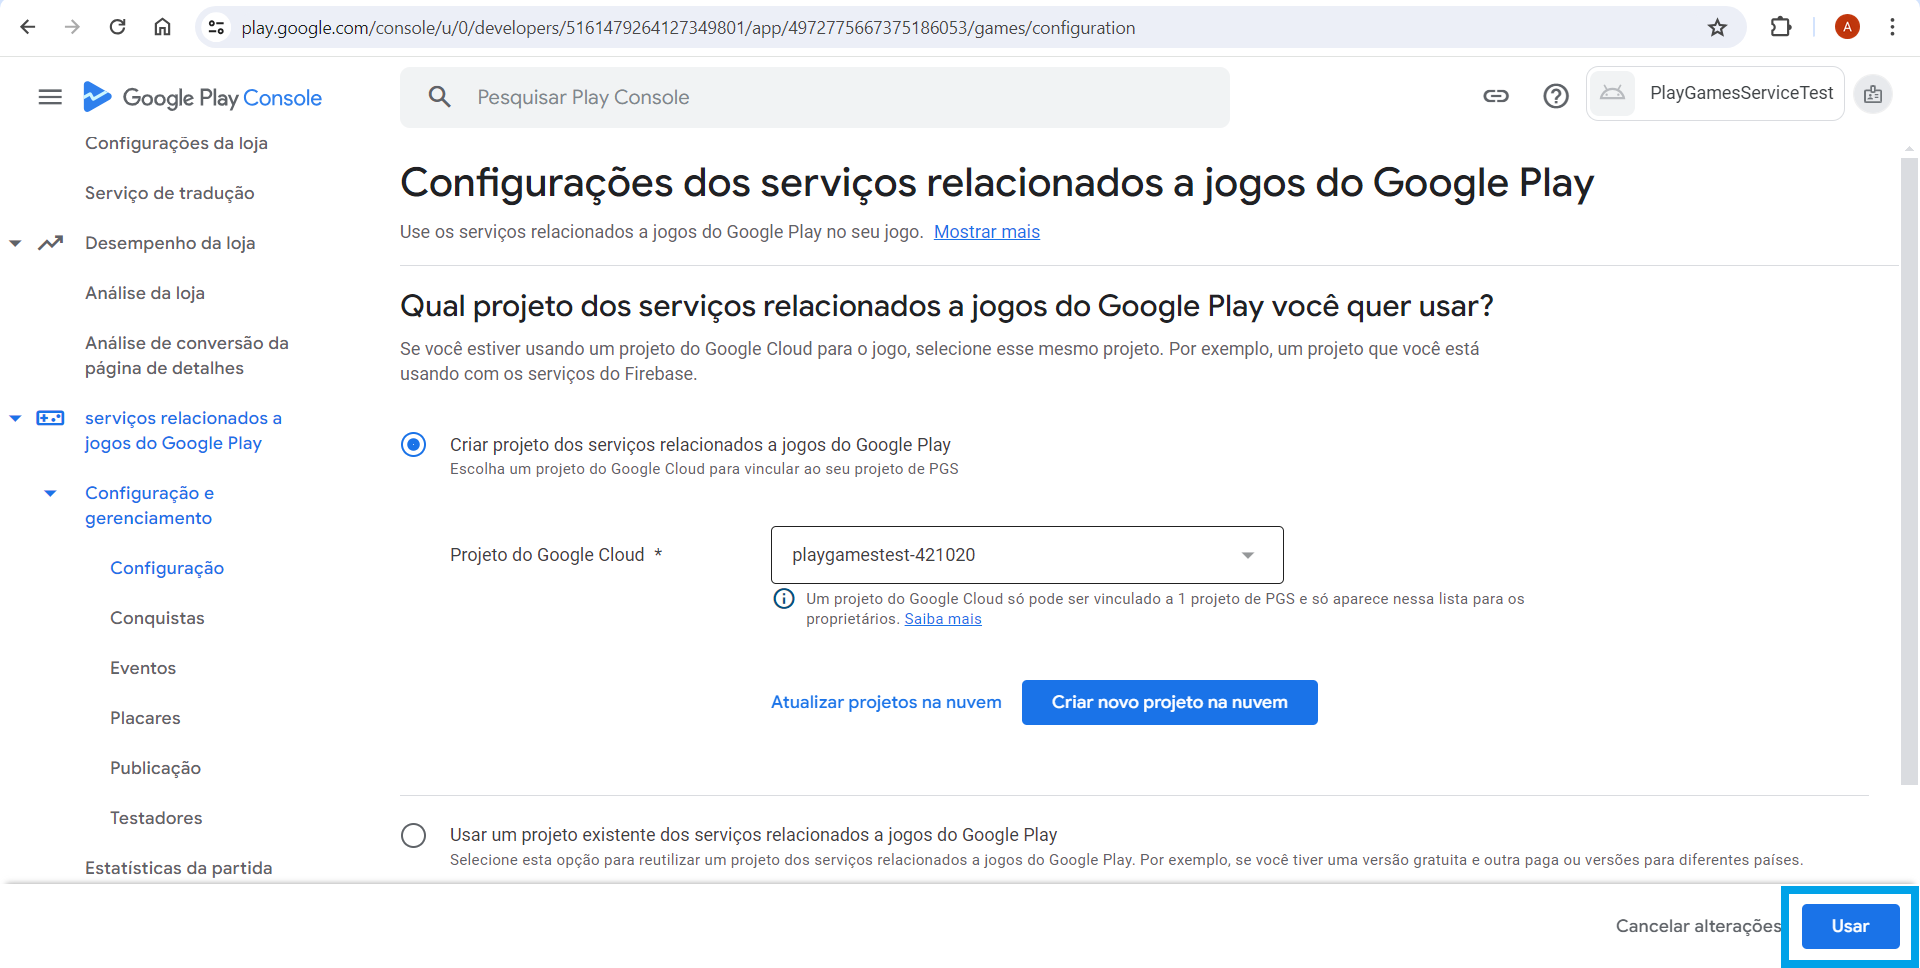 play.google.com/console/u/0/developers/5161479264127349801/app/4972775667375186053/games/configuration
A
Google Play Console
Pesquisar Play Console
PlayGamesServiceTest
Configurações da loja
Serviço de tradução
Desempenho da loja
Análise da loja
Análise de conversão da
página de detalhes
serviços relacionados a
jogos do Google Play
Configuração e
gerenciamento
Configuração
Conquistas
Eventos
Placares
Publicação
Testadores
Estatísticas da partida
Configurações dos serviços relacionados a jogos do Google Play
Use os serviços relacionados a jogos do Google Play no seu jogo. Mostrar mais
Qual projeto dos serviços relacionados a jogos do Google Play você quer usar?
Se você estiver usando um projeto do Google Cloud para o jogo, selecione esse mesmo projeto. Por exemplo, um projeto que você está
usando com os serviços do Firebase.
Criar projeto dos serviços relacionados a jogos do Google Play
Escolha um projeto do Google Cloud para vincular ao seu projeto de PGS
Projeto do Google Cloud *
playgamestest-421020
Um projeto do Google Cloud só pode ser vinculado a 1 projeto de PGS e só aparece nessa lista para os
proprietários. Saiba mais
Atualizar projetos na nuvem
Criar novo projeto na nuvem
Usar um projeto existente dos serviços relacionados a jogos do Google Play
Selecione esta opção para reutilizar um projeto dos serviços relacionados a jogos do Google Play. Por exemplo, se você tiver uma versão gratuita e outra paga ou versões para diferentes países.
Cancelar alterações
Usar